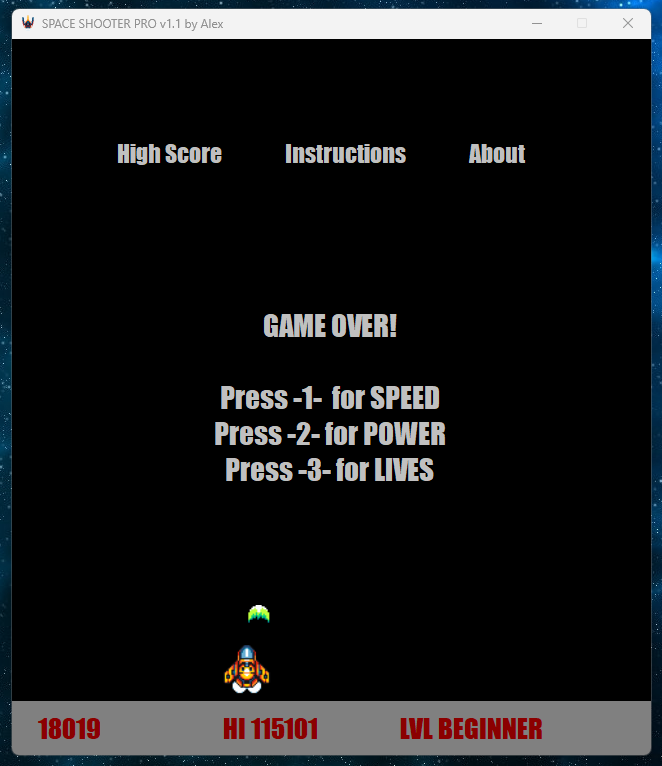 SPACE SHOOTER PRO v1.1 by Alex
High Score Instructions About
GAME OVER!
Press -1-  for SPEED
Press -2- for POWER
Press -3- for LIVES
18019 HI 115101 LVL BEGINNER